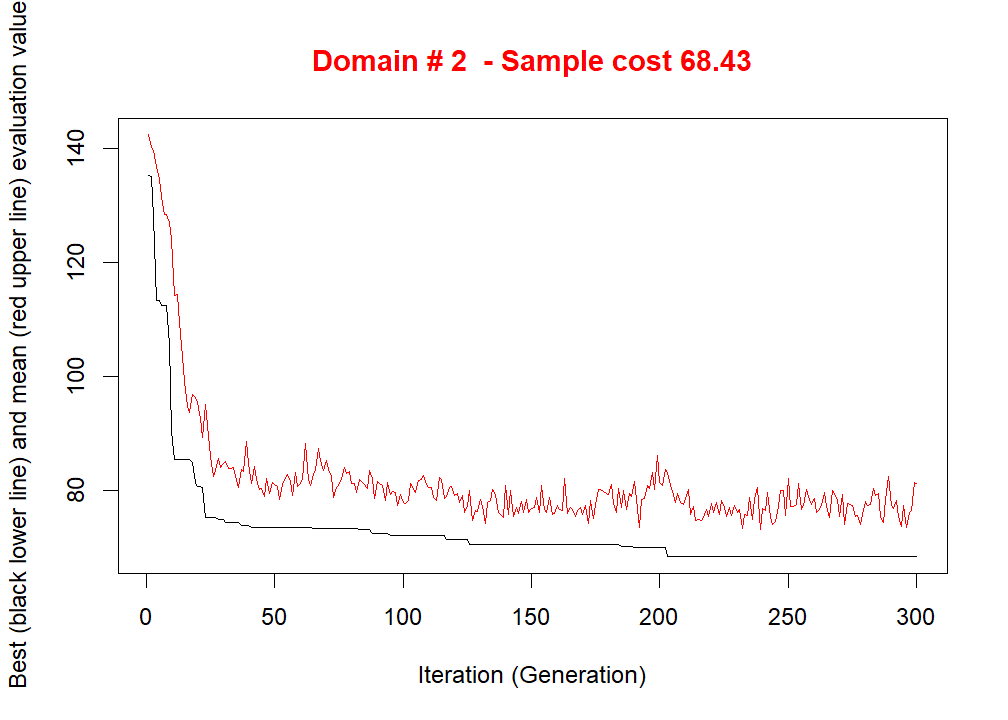 Domain # 2 - Sample cost 68.43
Best (black lower line) and mean (red upper line) evaluation value
140
120
100
80
0 50 100 150 200 250 300
Iteration (Generation)